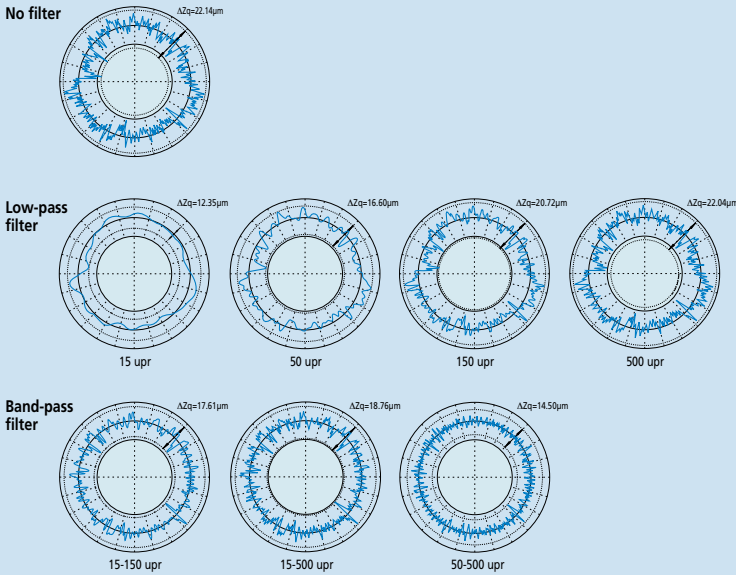 No filter
ΔZq=22.14µm
Low-pass
filter
ΔZq=12.35µm
ΔZq=16.60µm
ΔZq=20.72µm
ΔZq=22.04µm
15 upr
50 upr
150 upr
500 upr
Band-pass
filter
ΔZq=17.61µm
ΔZq=18.76µm
ΔZq=14.50µm
15-150 upr
15-500 upr
50-500 upr